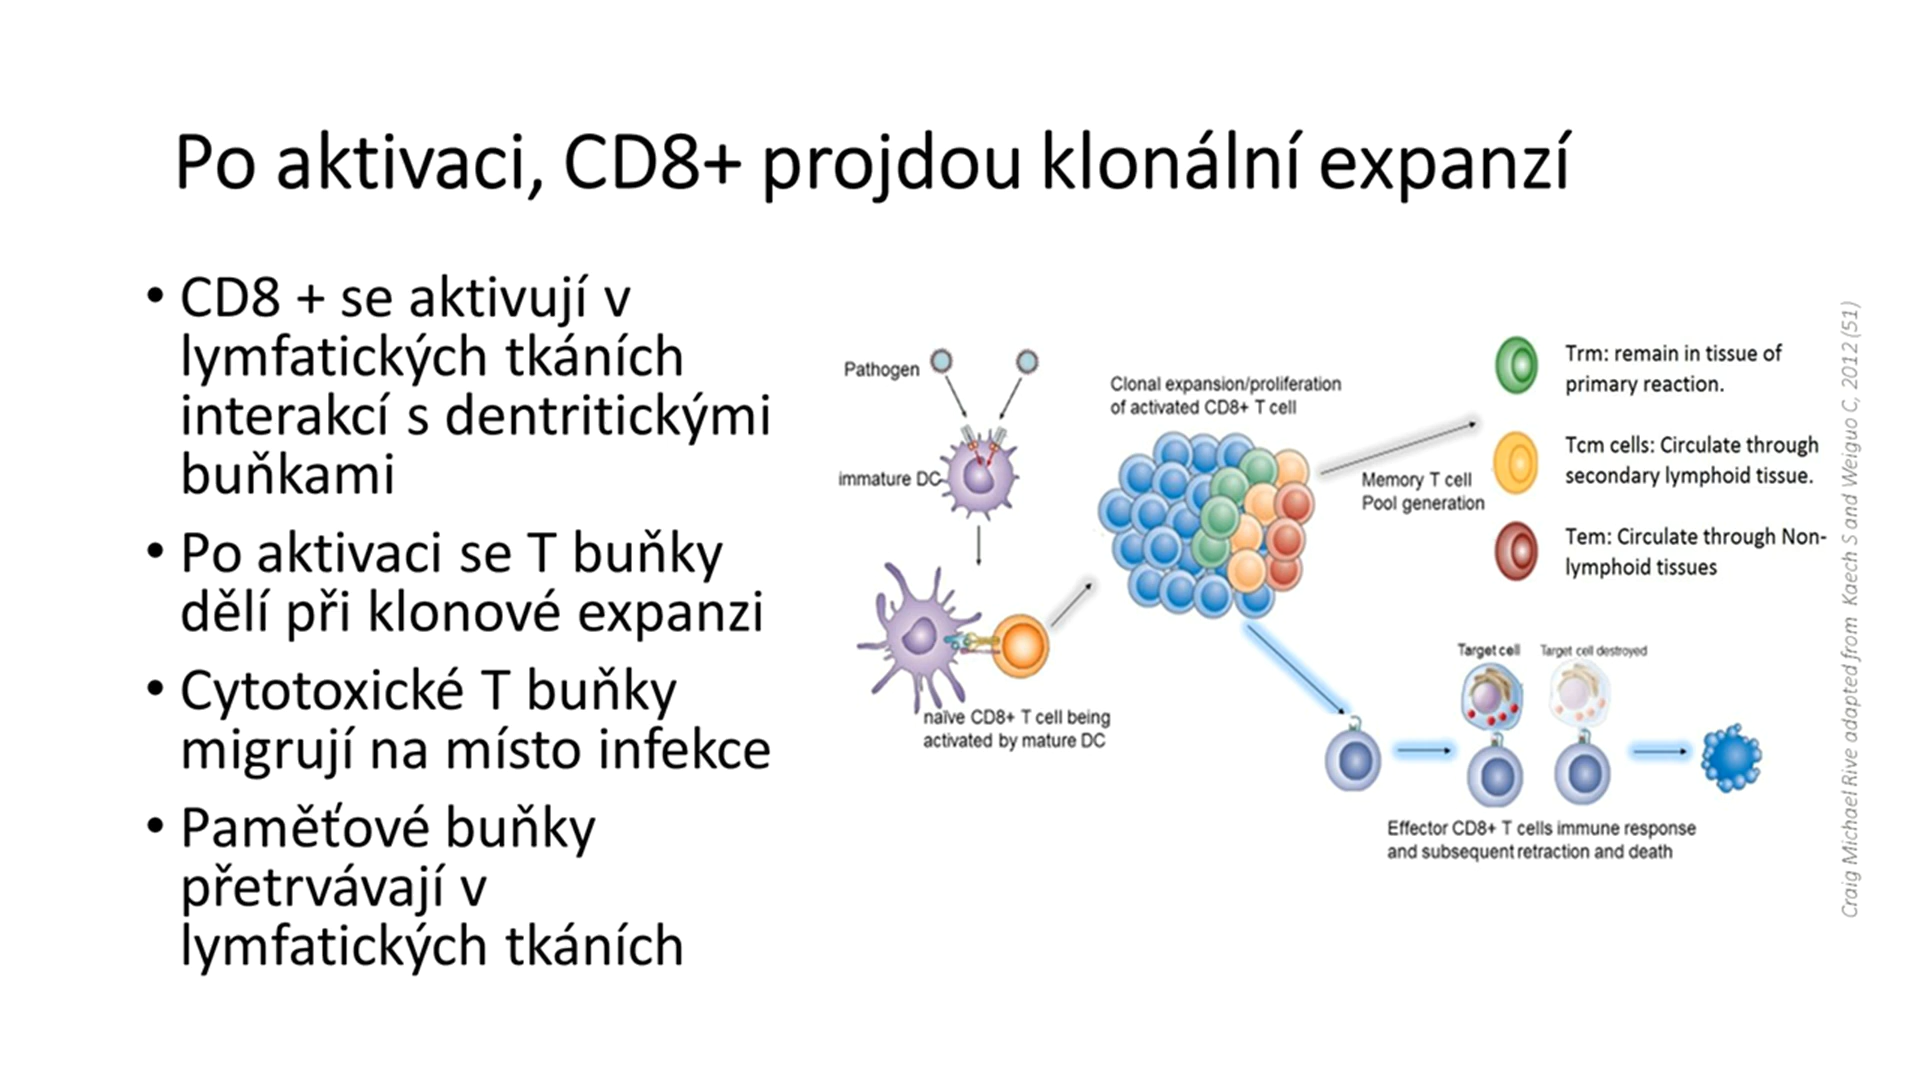 Po aktivaci, CD8+ projdou klonální expanzí
• CD8 + se aktivují v
lymfatických tkáních
interakcí s dentritickými
buňkami
• Po aktivaci se T buňky
dělí při klonové expanzi
• Cytotoxické T buňky
migrují na místo infekce
• Paměťové buňky
přetrvávají v
lymfatických tkáních
Pathogen
immature DC
naïve CD8+ T cell being
activated by mature DC
Clonal expansion/proliferation
of activated CD8+ T cell
Memory T cell
Pool generation
Trm: remain in tissue of
primary reaction.
Tcm cells: Circulate through
secondary lymphoid tissue.
Tem: Circulate through Non-
lymphoid tissues
Target cell
Target cell destroyed
Effector CD8+ T cells immune response
and subsequent retraction and death
Craig Michael Rive adapted from Kaech S and Weiguo C, 2012 (51)